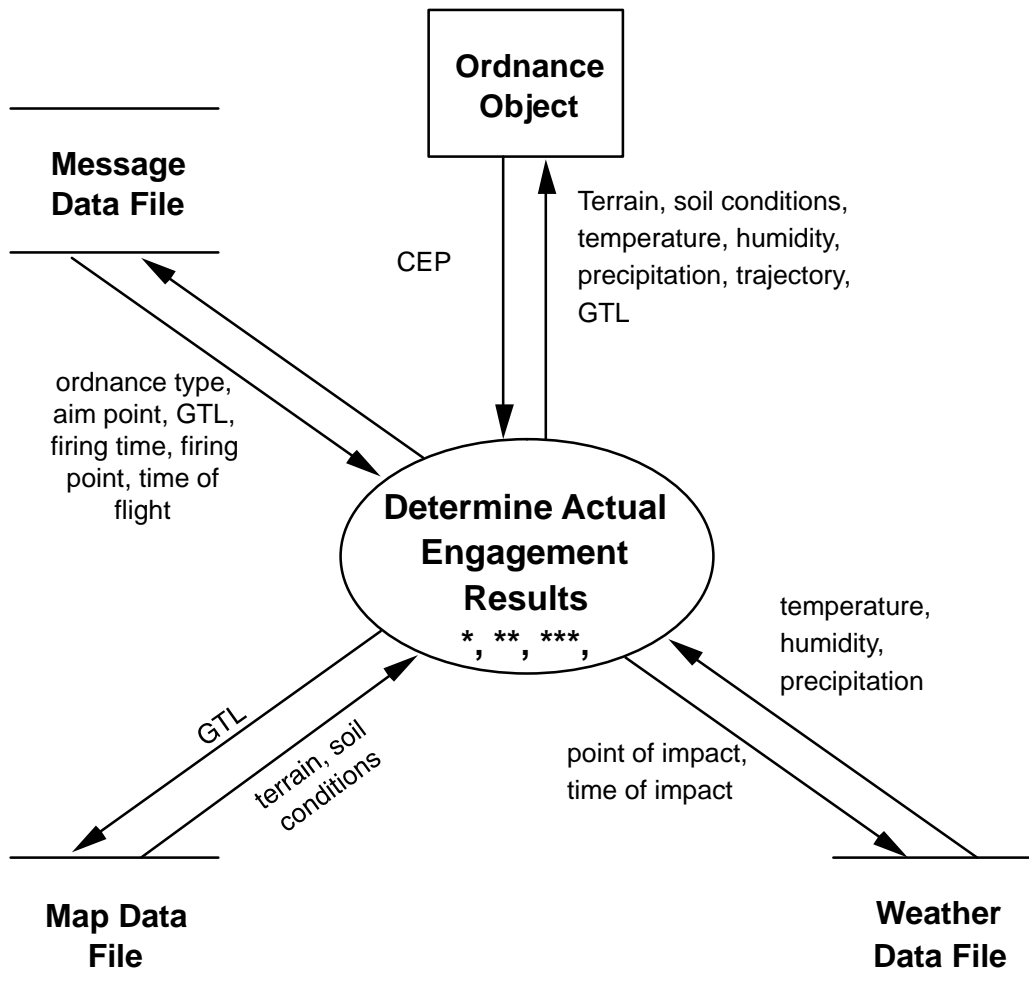 Ordnance
Object
Message
Data File
CEP
Terrain, soil conditions,
temperature, humidity,
precipitation, trajectory,
GTL
ordnance type,
aim point, GTL,
firing time, firing
point, time of
flight
Determine Actual
Engagement
Results
*, **, ***,
temperature,
humidity,
precipitation
GTL
terrain, soil
conditions
point of impact,
time of impact
Map Data
File
Weather
Data File